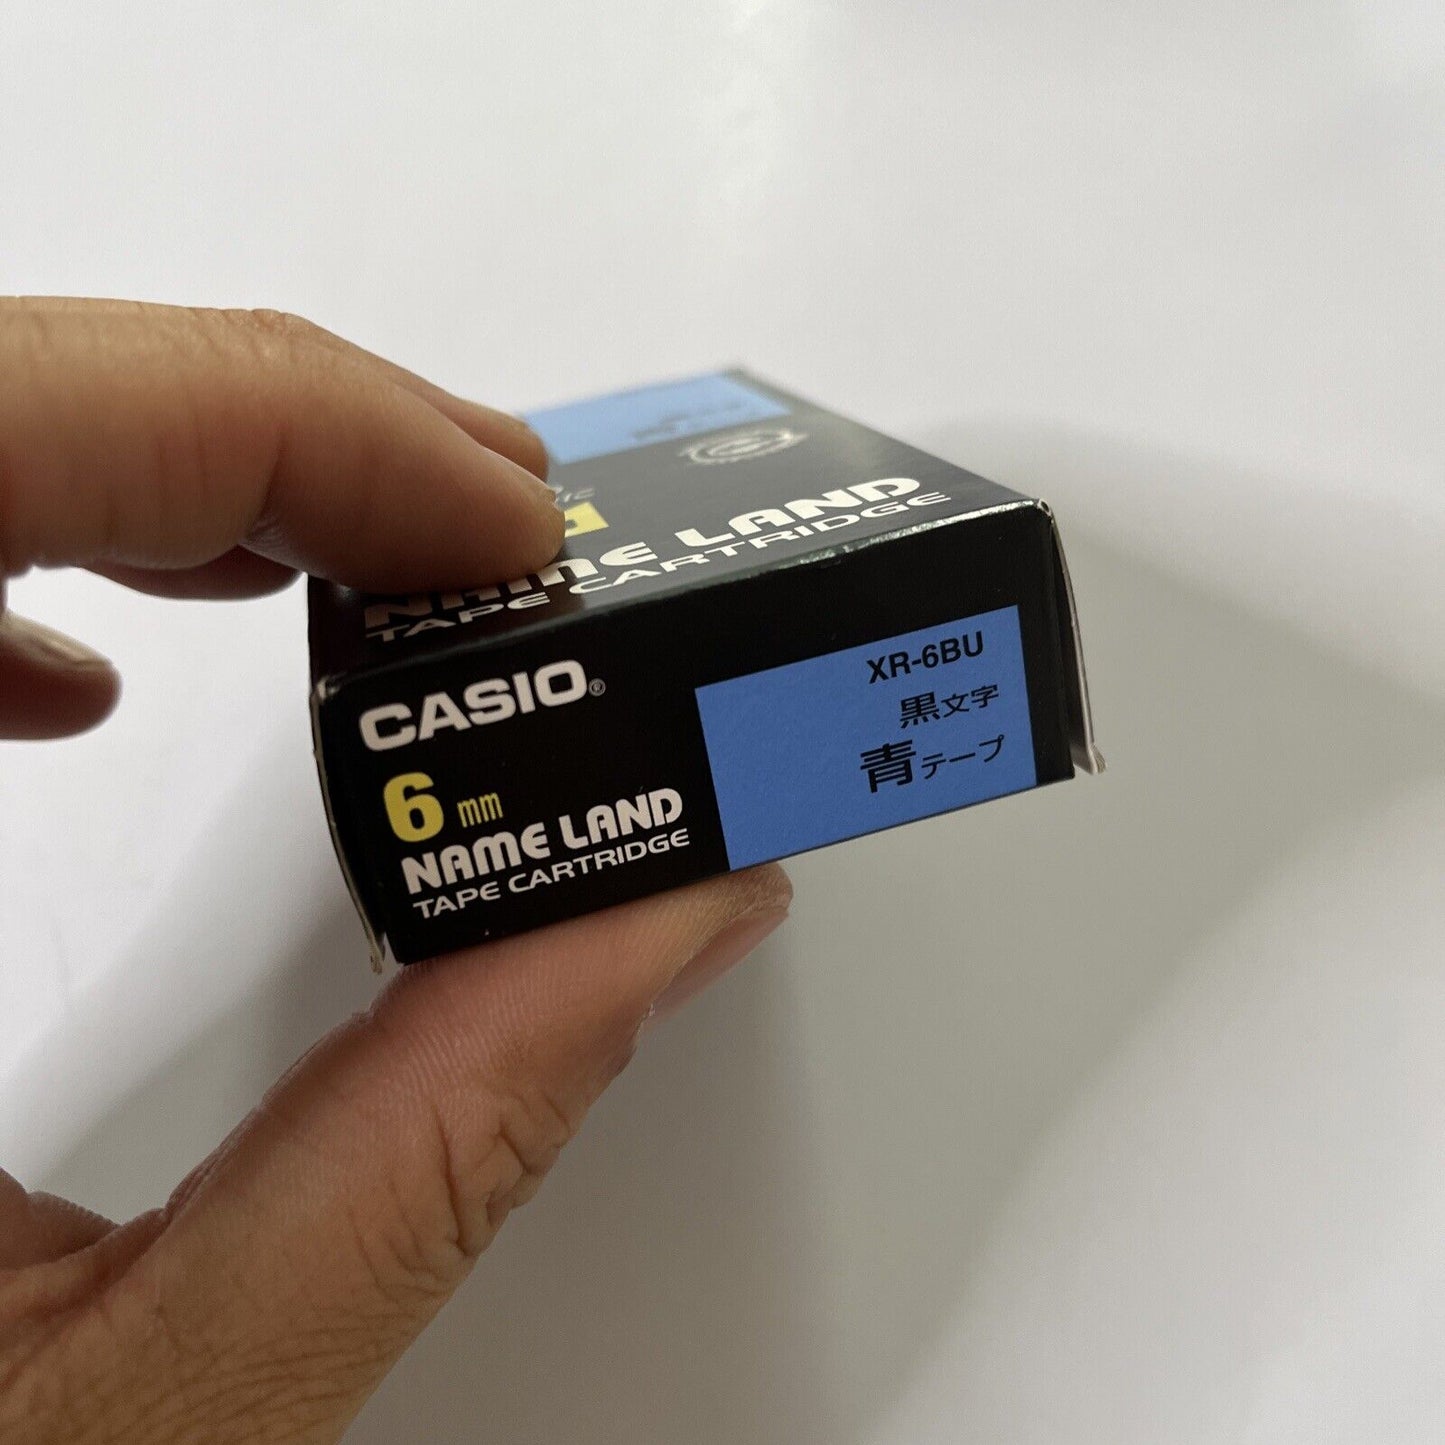 NAME LAND
TAPE CARTRIDGE
CASIO®
6 mm
NAME LAND
TAPE CARTRIDGE
XR-6BU
黒文字
青テープ